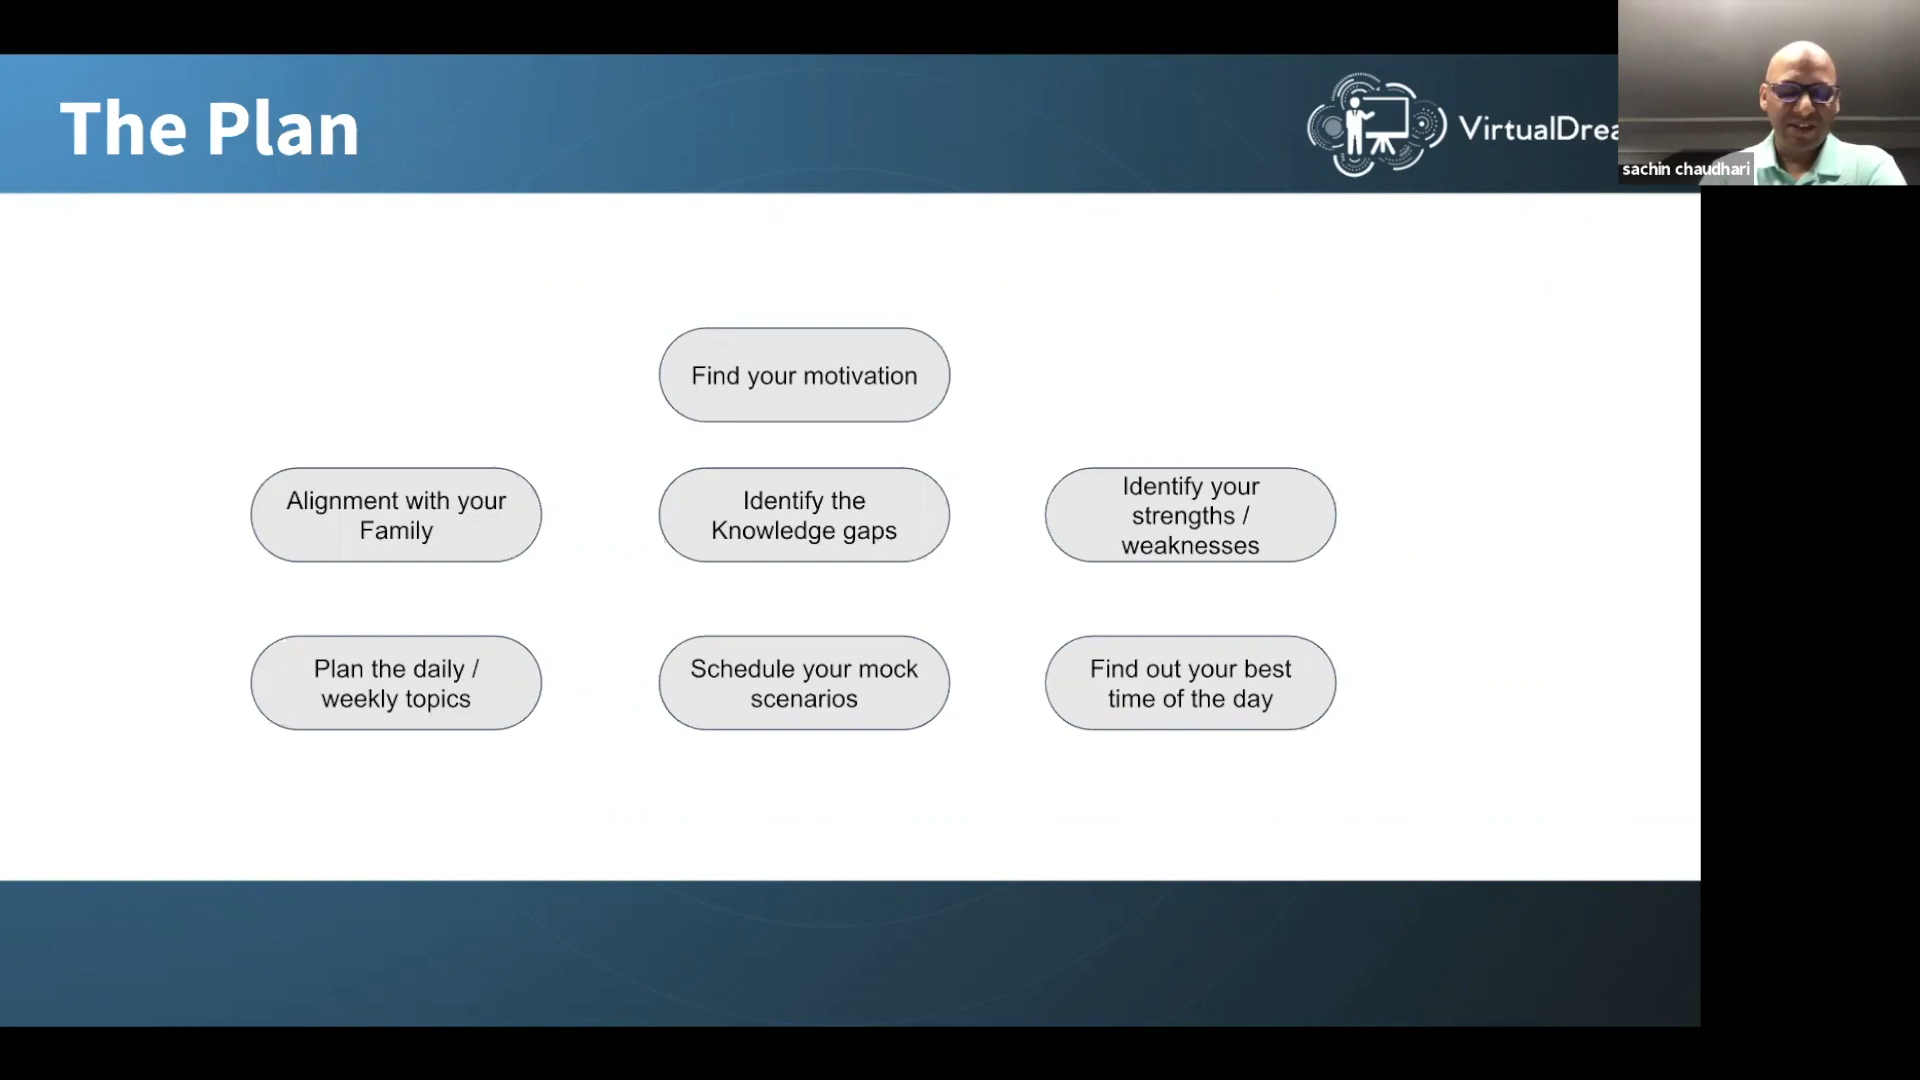 The Plan
VirtualDrea
sachin chaudhari
Find your motivation
Alignment with your
Family
Identify the
Knowledge gaps
Identify your
strengths /
weaknesses
Plan the daily /
weekly topics
Schedule your mock
scenarios
Find out your best
time of the day